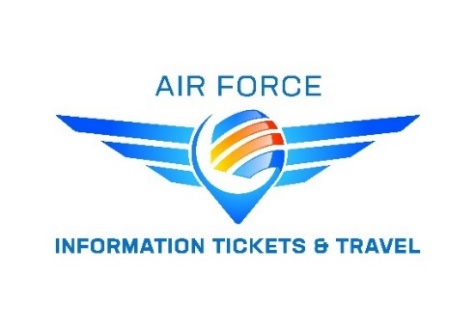 AIR FORCE
INFORMATION TICKETS & TRAVEL